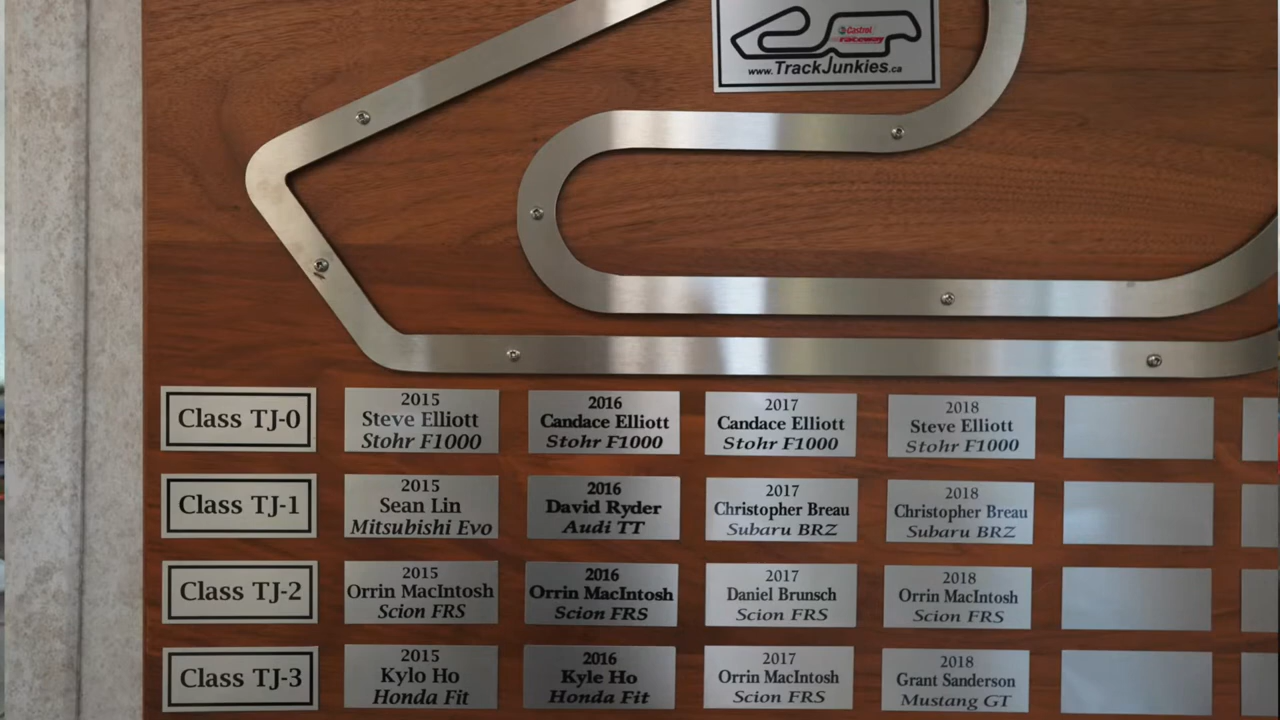 Castrol
raceway
www.TrackJunkies.ca
Class TJ-0
2015
Steve Elliott
Stohr F1000
2016
Candace Elliott
Stohr F1000
2017
Candace Elliott
Stohr F1000
2018
Steve Elliott
Stohr F1000
Class TJ-1
2015
Sean Lin
Mitsubishi Evo
2016
David Ryder
Audi TT
2017
Christopher Breau
Subaru BRZ
2018
Christopher Breau
Subaru BRZ
Class TJ-2
2015
Orrin MacIntosh
Scion FRS
2016
Orrin MacIntosh
Scion FRS
2017
Daniel Brunsch
Scion FRS
2018
Orrin MacIntosh
Scion FRS
Class TJ-3
2015
Kylo Ho
Honda Fit
2016
Kyle Ho
Honda Fit
2017
Orrin MacIntosh
Scion FRS
2018
Grant Sanderson
Mustang GT